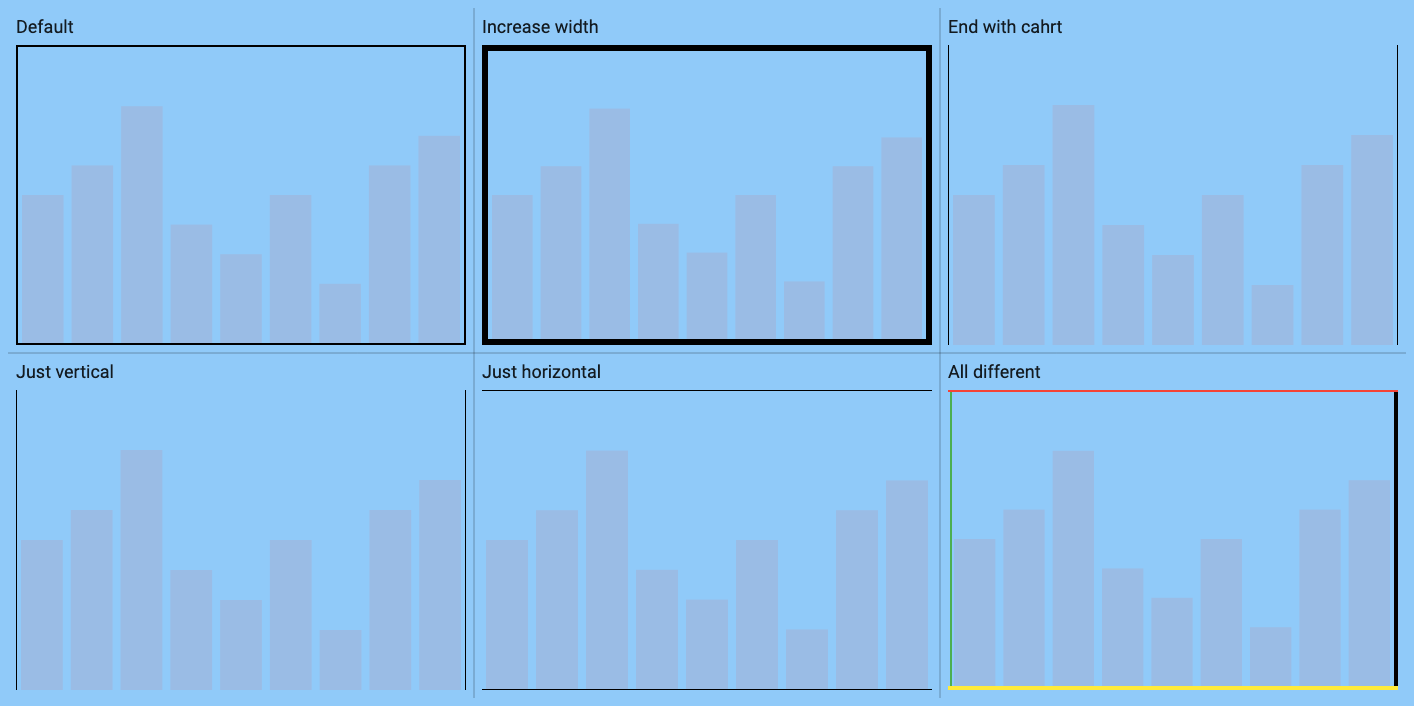 Default
Increase width
End with cahrt
Just vertical
Just horizontal
All different